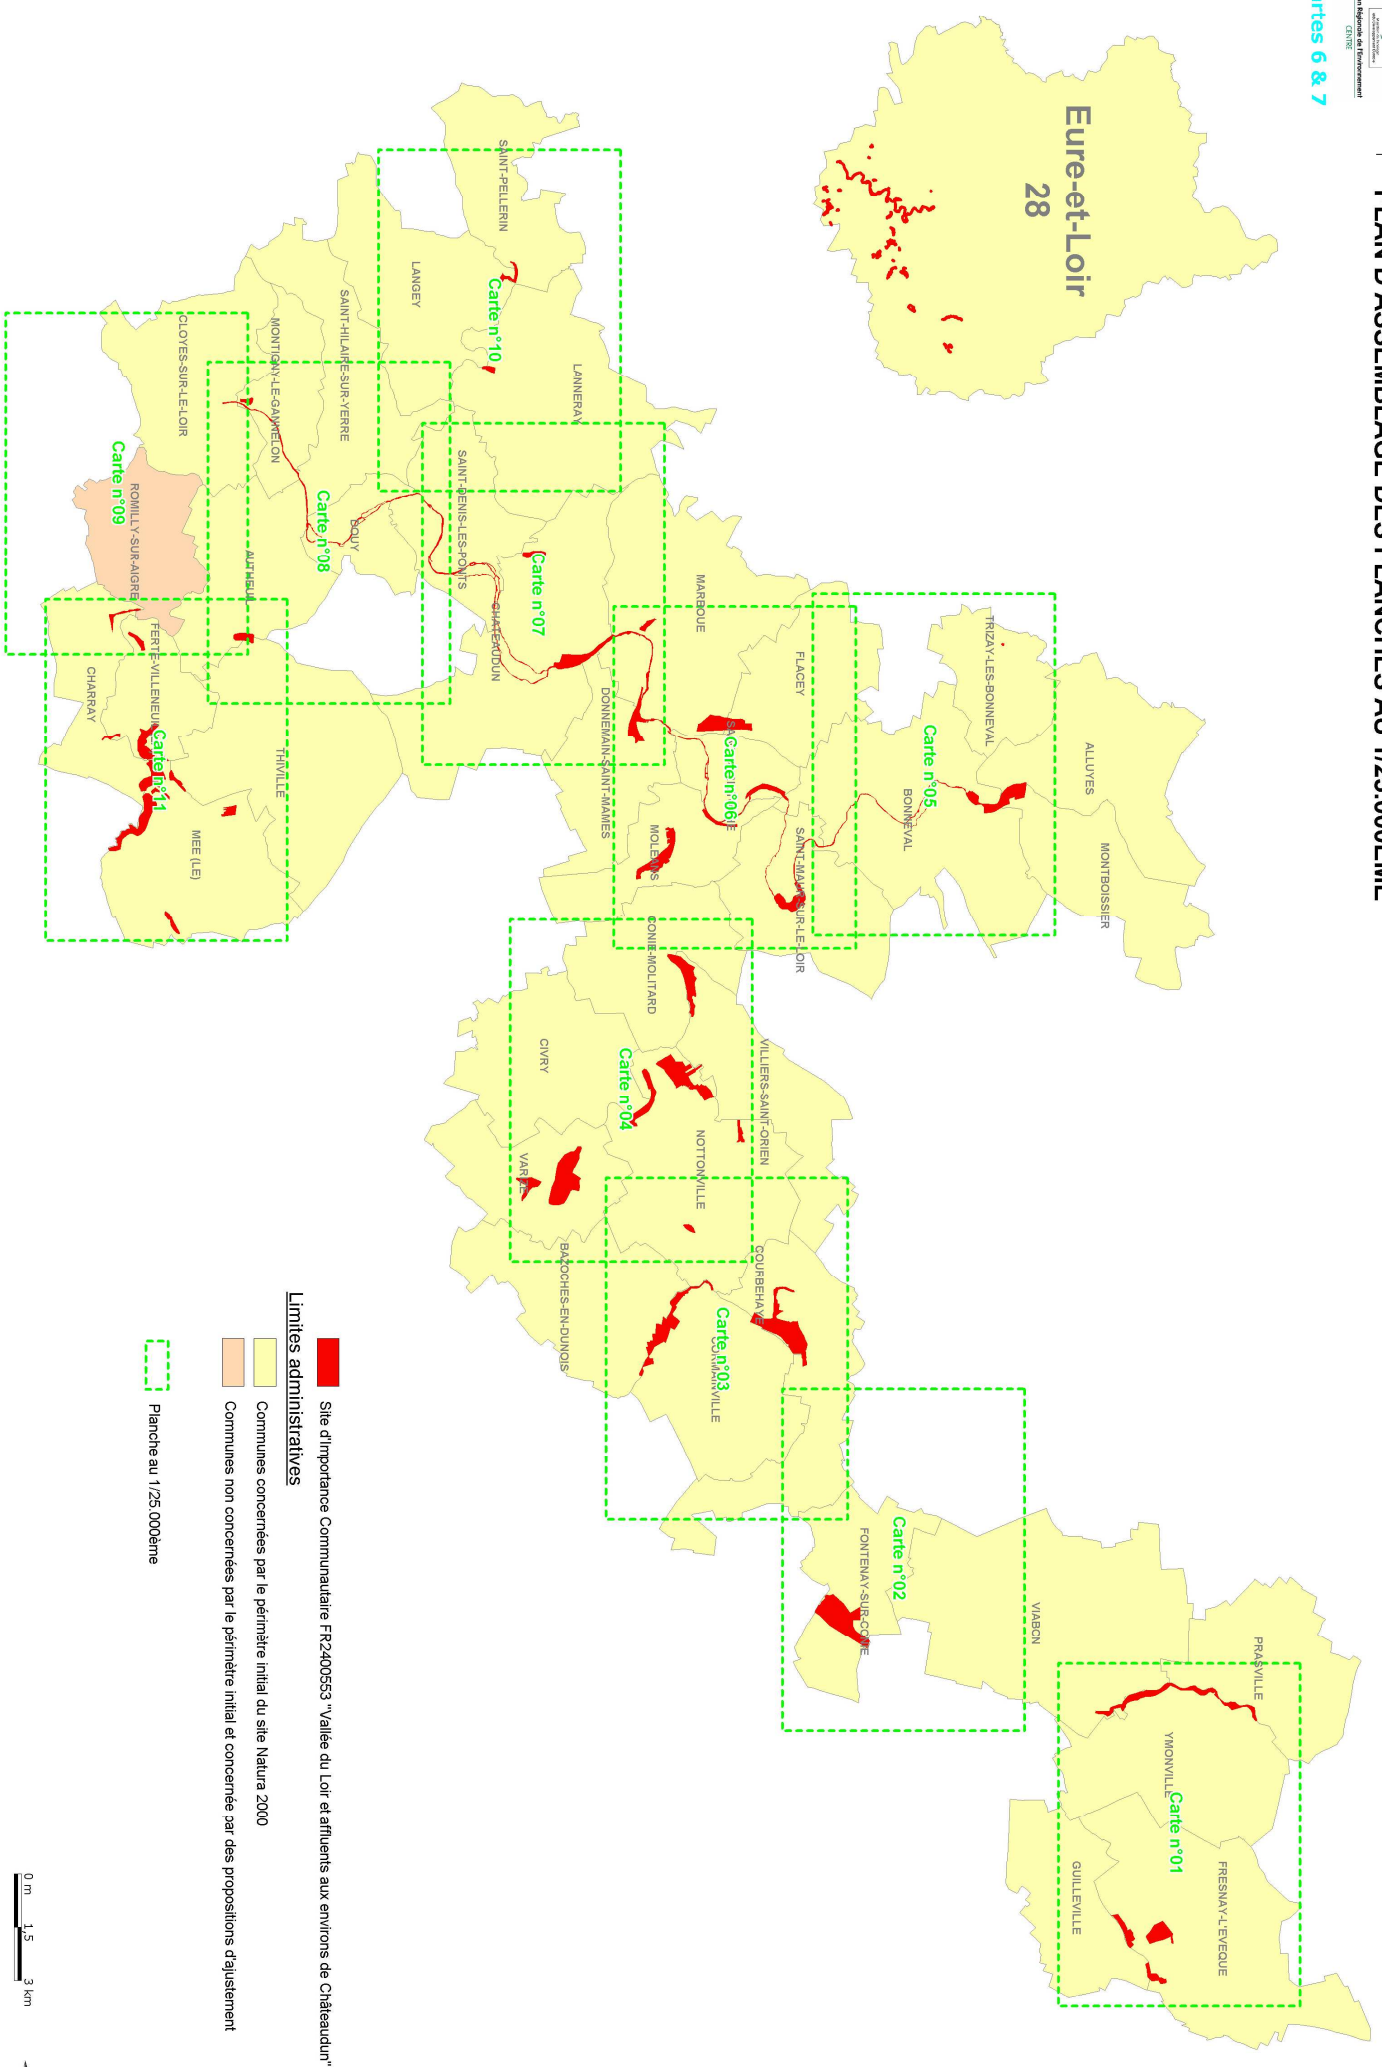 CENTRE
artes 6 & 7
PLAN D'ASSEMBLAGE DES PLANCHES AU 1/25.000EME
Eure-et-Loir
28
SAINT-PELLERIN
LANGEY
Carte n°10
LANNERAY
SAINT-HILAIRE-SUR-YERRE
MONTIGNY-LE-GANNELON
CLOYES-SUR-LE-LOIR
Carte n°09
ROMILLY-SUR-AIGRE
Carte n°08
DOUY
AUTHEUIL
SAINT-DENIS-LES-PONTS
Carte n°07
CHATEAUDUN
MARBOUE
FLACEY
DONNEMAIN-SAINT-MAMES
Carte n°06
MOLEANS
SAINT-MAUR-SUR-LE-LOIR
TRIZAY-LES-BONNEVAL
ALLUYES
Carte n°05
BONNEVAL
MONTBOISSIER
FERTE-VILLENEUIL
CHARRAY
Carte n°11
THIVILLE
MEE (LE)
CONIE-MOLITARD
CIVRY
Carte n°04
VILLIERS-SAINT-ORIEN
NOTTONVILLE
VARIZE
BAZOCHES-EN-DUNOIS
COURBEHAYE
Carte n°03
CORMAINVILLE
Carte n°02
FONTENAY-SUR-CONIE
VIABON
PRASVILLE
YMONVILLE
Carte n°01
GUILLEVILLE
FRESNAY-L'EVEQUE
Site d'Importance Communautaire FR2400553 "Vallée du Loir et affluents aux environs de Châteaudun"
Limites administratives
Communes concernées par le périmètre initial du site Natura 2000
Communes non concernées par le périmètre initial et concernée par des propositions d'ajustement
Planche au 1/25.000ème
0 m 1,5 3 km